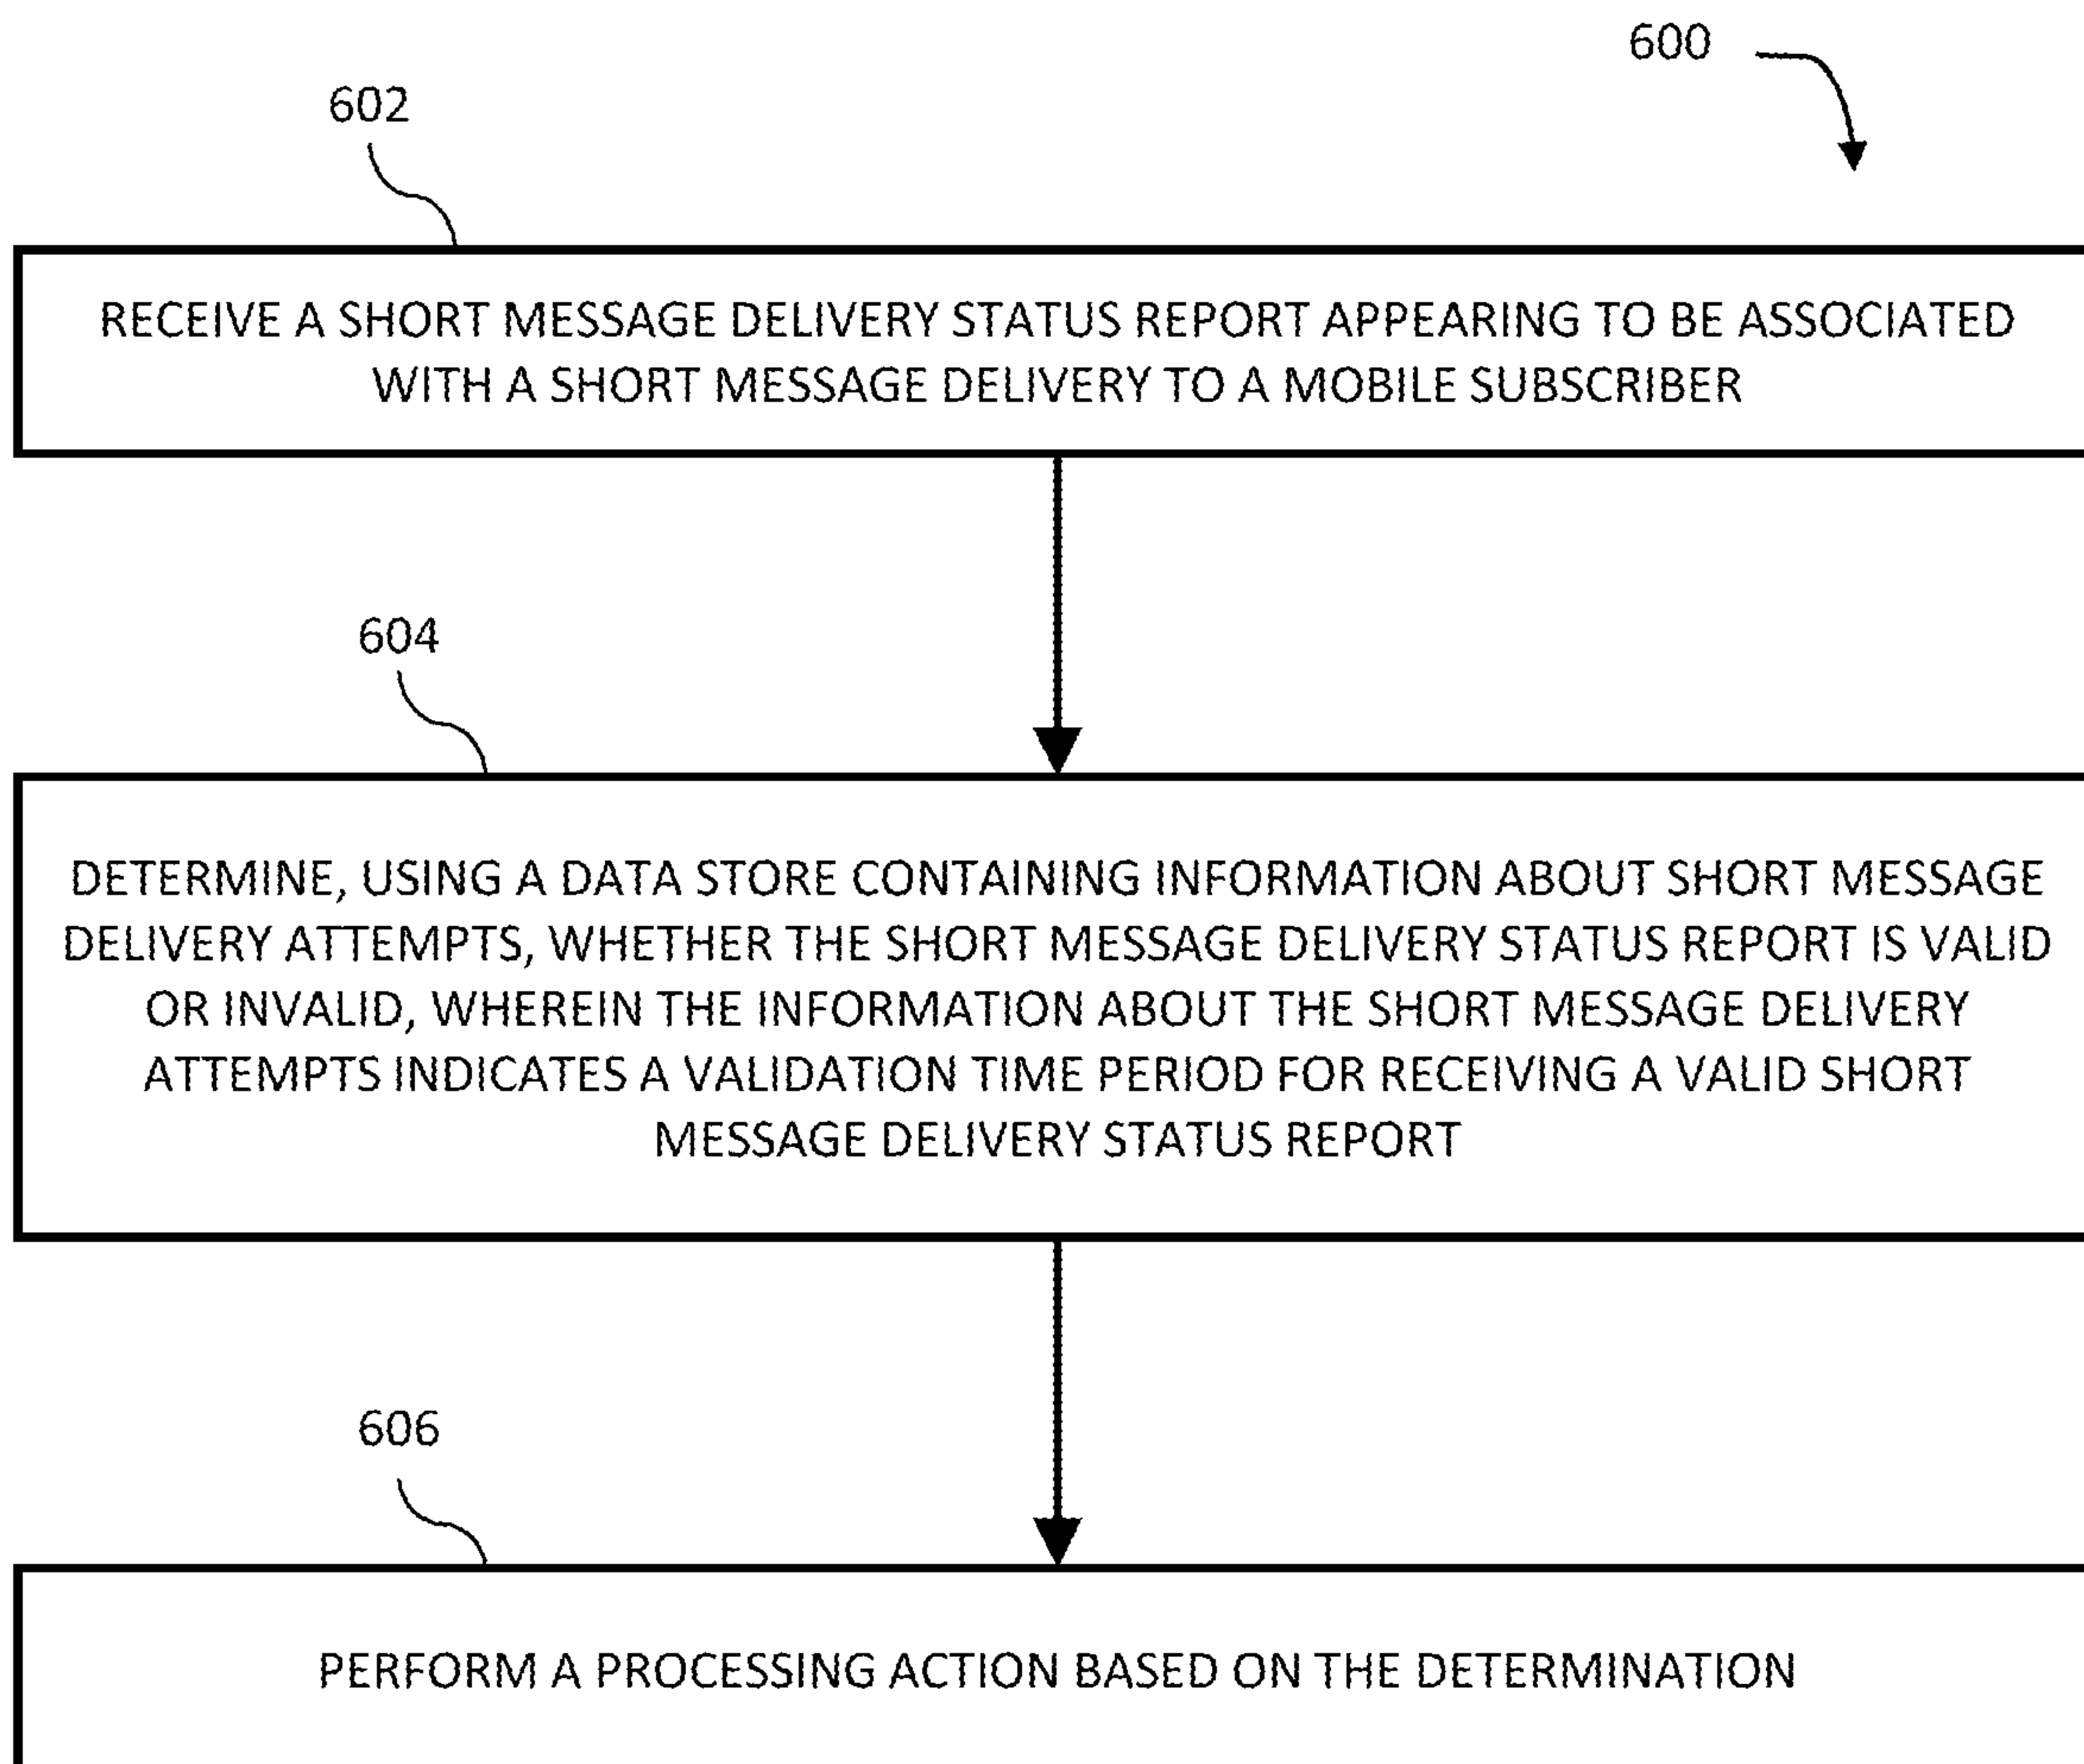 600
602
RECEIVE A SHORT MESSAGE DELIVERY STATUS REPORT APPEARING TO BE ASSOCIATED
WITH A SHORT MESSAGE DELIVERY TO A MOBILE SUBSCRIBER
604
DETERMINE, USING A DATA STORE CONTAINING INFORMATION ABOUT SHORT MESSAGE
DELIVERY ATTEMPTS, WHETHER THE SHORT MESSAGE DELIVERY STATUS REPORT IS VALID
OR INVALID, WHEREIN THE INFORMATION ABOUT THE SHORT MESSAGE DELIVERY
ATTEMPTS INDICATES A VALIDATION TIME PERIOD FOR RECEIVING A VALID SHORT
MESSAGE DELIVERY STATUS REPORT
606
PERFORM A PROCESSING ACTION BASED ON THE DETERMINATION